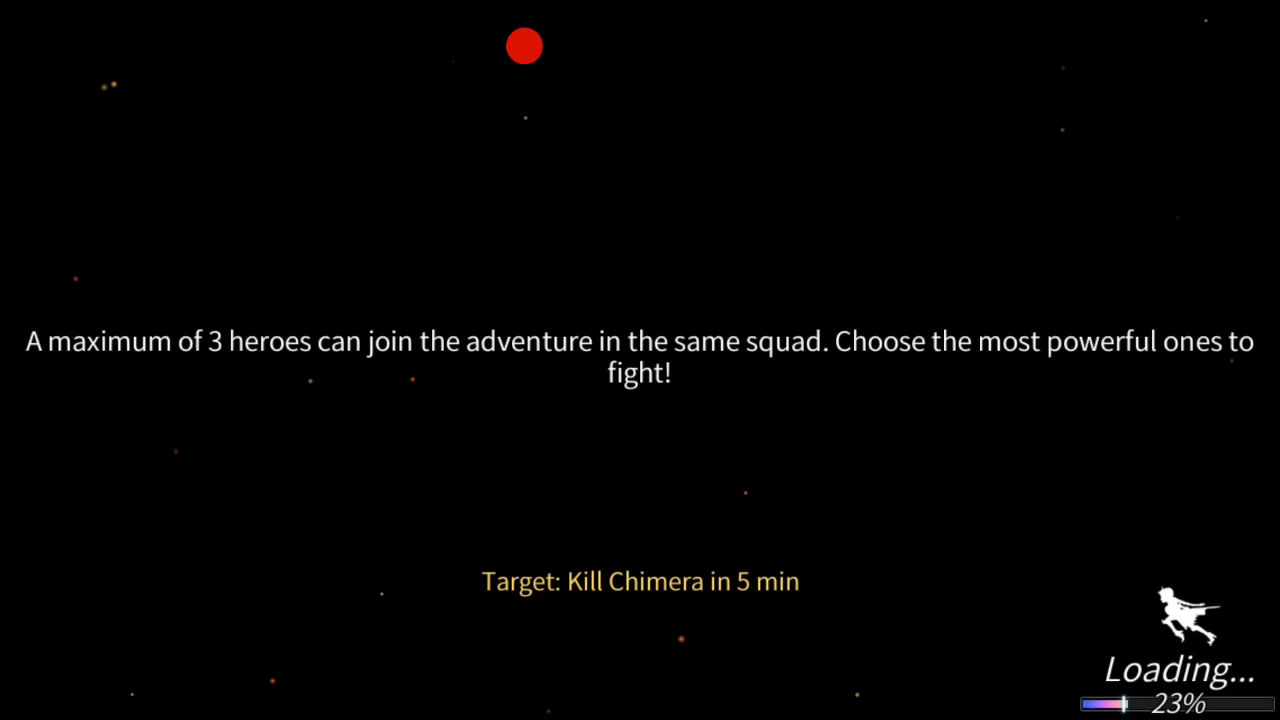 A maximum of 3 heroes can join the adventure in the same squad. Choose the most powerful ones to
fight!
Target: Kill Chimera in 5 min
Loading...
23%